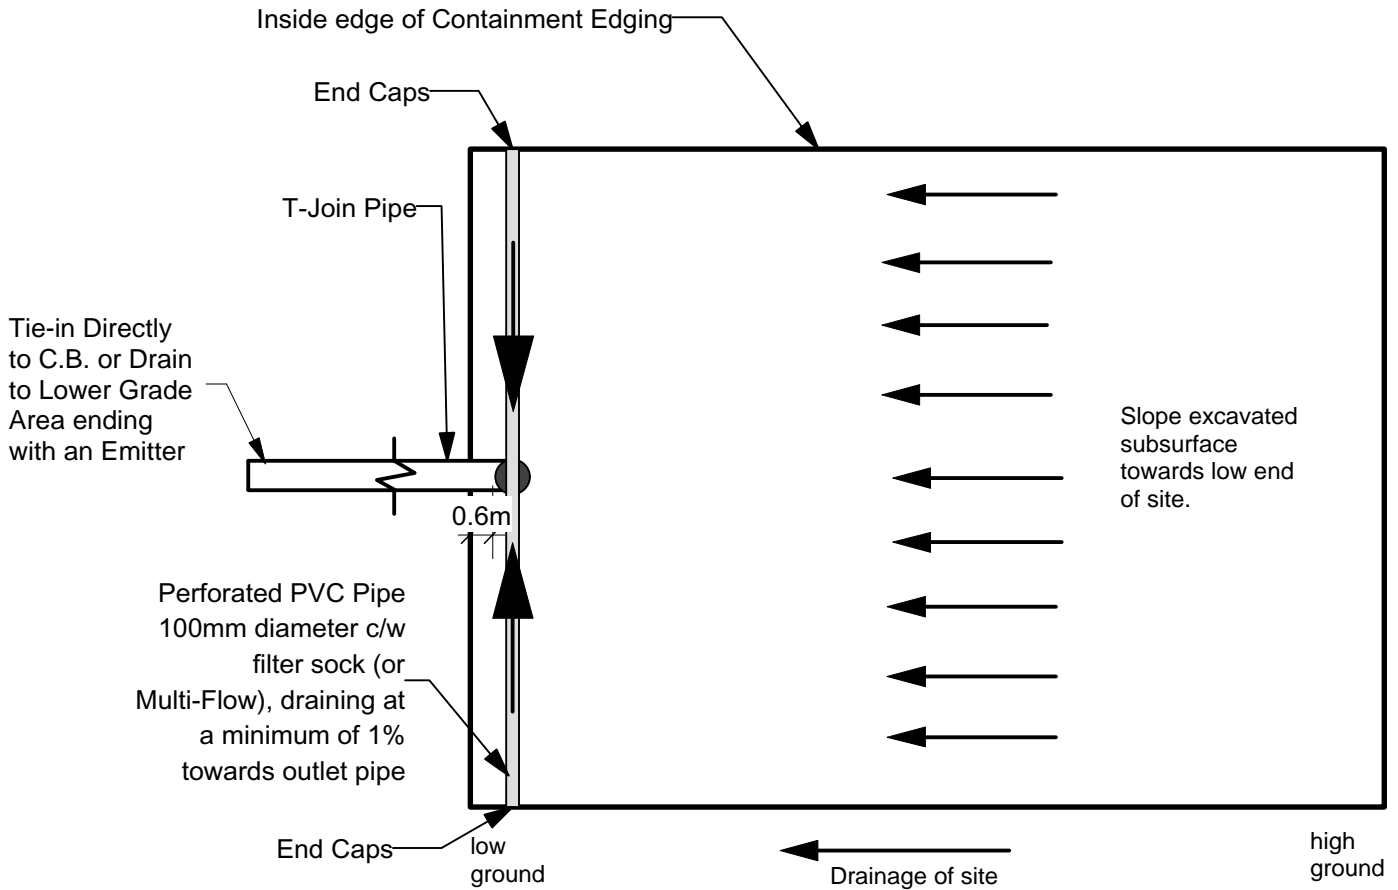 Inside edge of Containment Edging
End Caps
T-Join Pipe
Tie-in Directly
to C.B. or Drain
to Lower Grade
Area ending
with an Emitter
Slope excavated
subsurface
towards low end
of site.
0.6m
Perforated PVC Pipe
100mm diameter c/w
filter sock (or
Multi-Flow), draining at
a minimum of 1%
towards outlet pipe
End Caps
low
ground
Drainage of site
high
ground